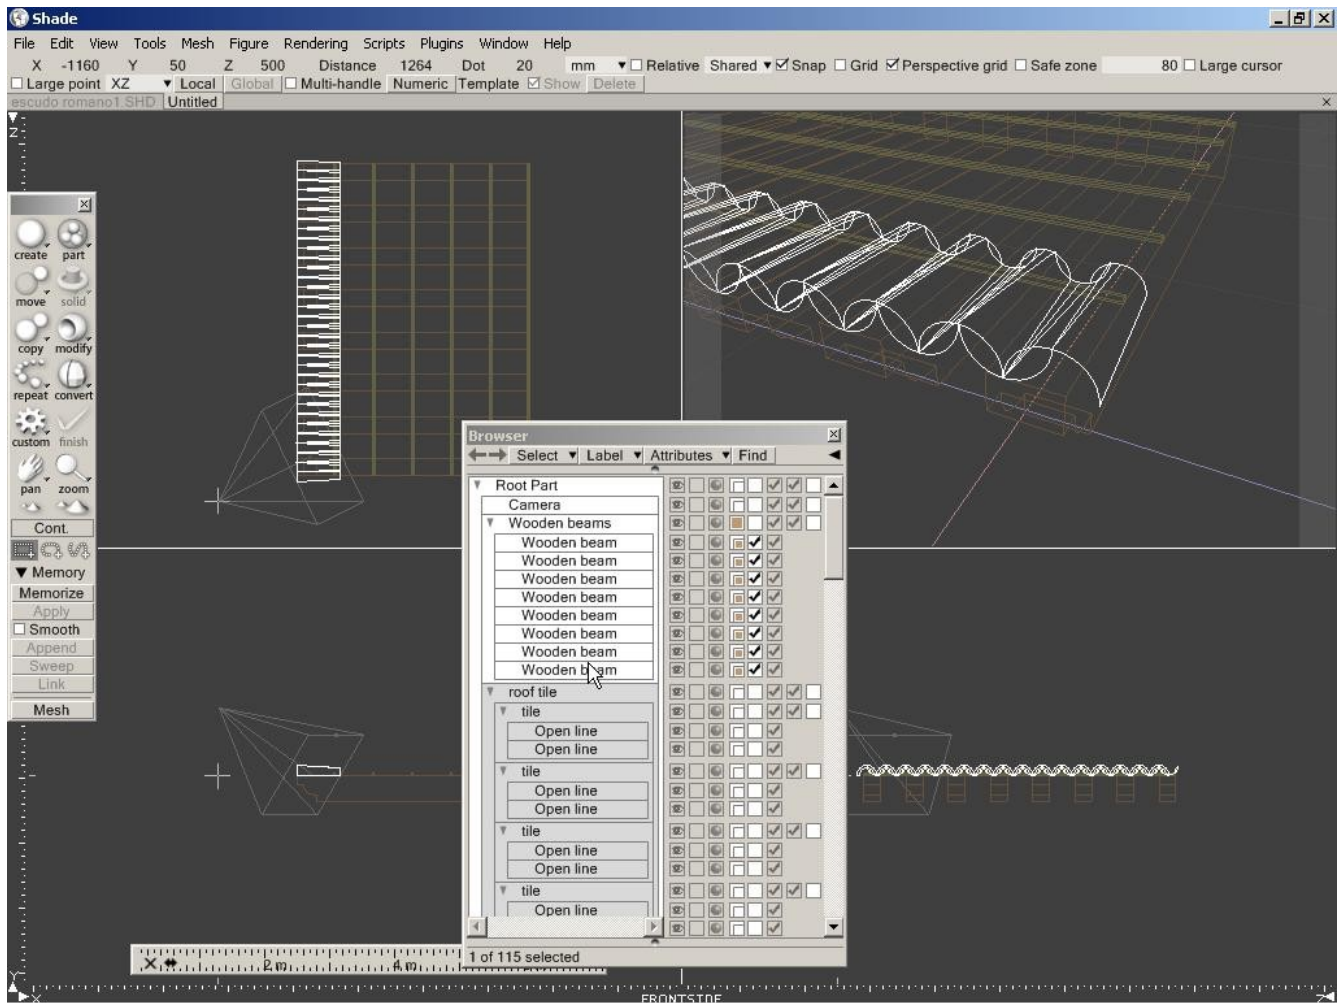 Shade
File Edit View Tools Mesh Figure Rendering Scripts Plugins Window Help
X -1160 Y 50 Z 500 Distance 1264 Dot 20 mm Relative Shared Snap Grid Perspective grid Safe zone 80 Large cursor
Large point XZ Local Global Multi-handle Numeric Template Show Delete
escudo romano1.SHD Untitled
Z
create part
move solid
copy modify
repeat convert
custom finish
pan zoom
Cont.
Memory
Memorize
Apply
Smooth
Append
Sweep
Link
Mesh
Browser
Select Label Attributes Find
Root Part
Camera
Wooden beams
Wooden beam
Wooden beam
Wooden beam
Wooden beam
Wooden beam
Wooden beam
Wooden beam
Wooden beam
roof tile
tile
Open line
Open line
tile
Open line
Open line
tile
Open line
Open line
tile
Open line
1 of 115 selected
2 m 4 m
Y
X FRONTSIDE Z